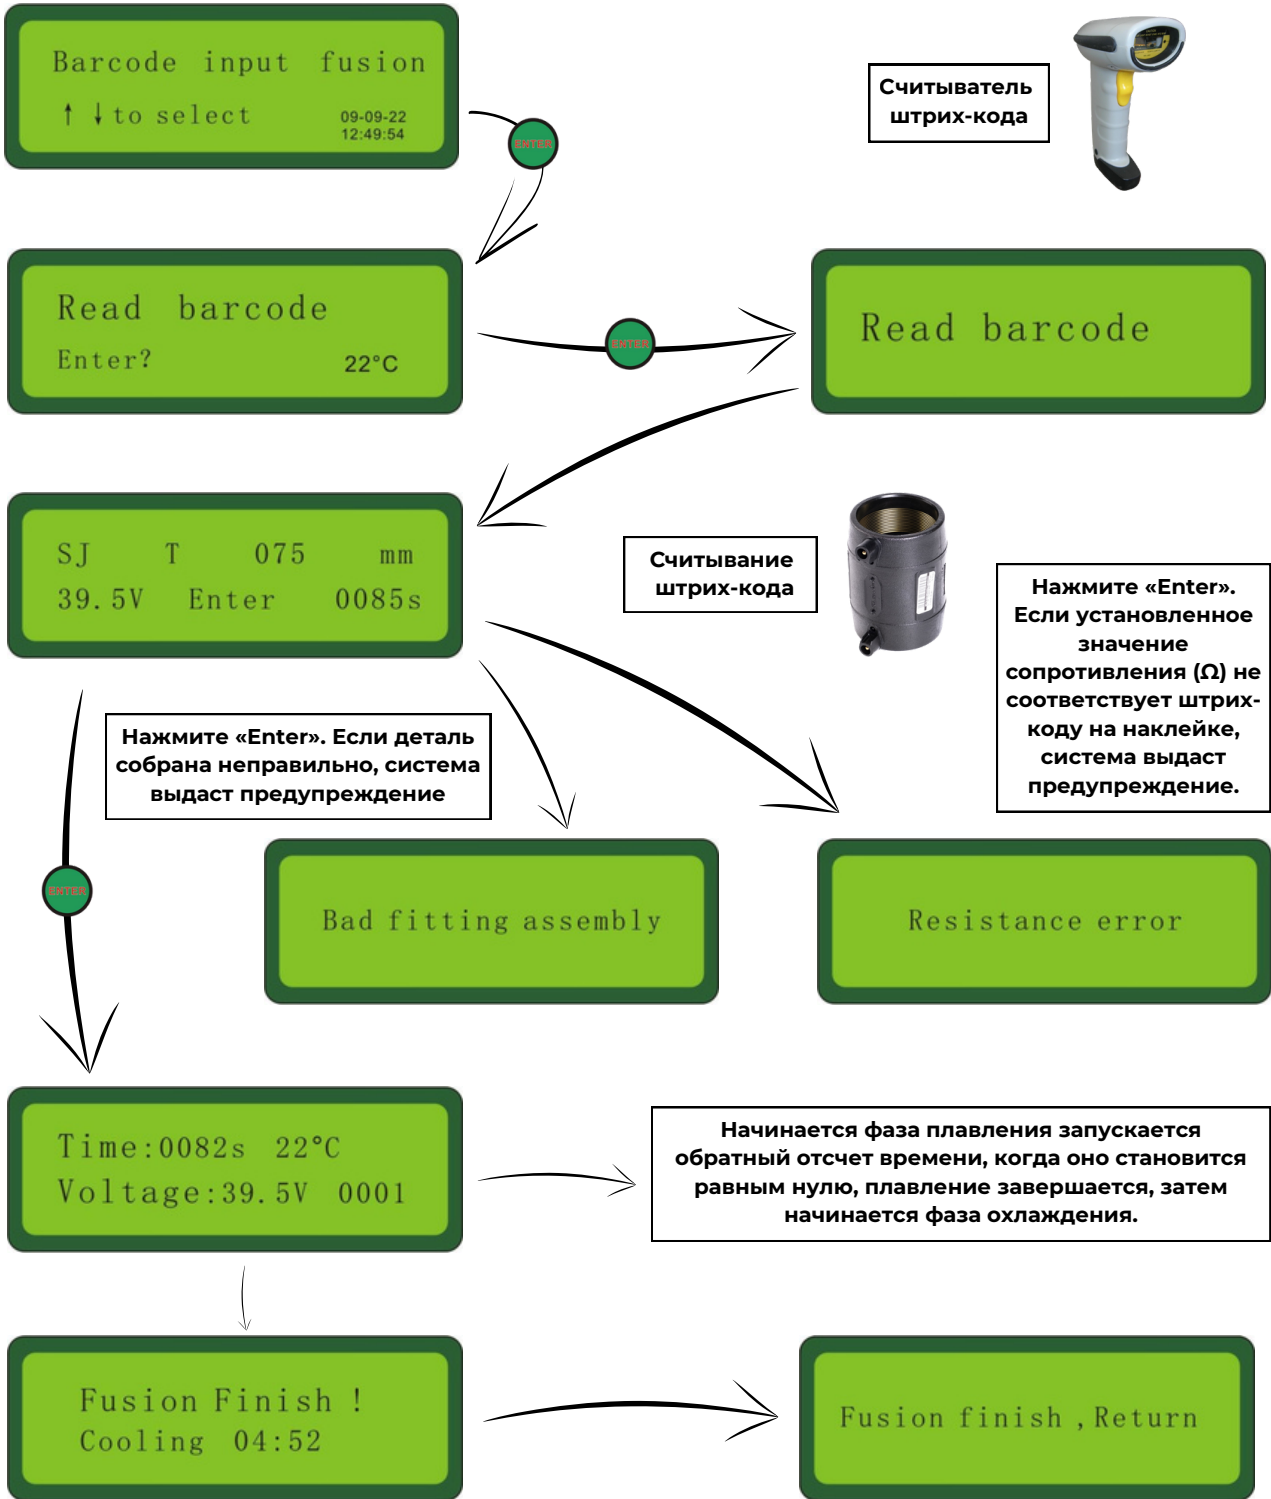 Barcode input fusion
↑ ↓ to select
09-09-22
12:49:54
ENTER
Считыватель
штрих-кода
Read barcode
Enter? 22°C
ENTER
Read barcode
SJ T 075 mm
39.5V Enter 0085s
Считывание
штрих-кода
Нажмите «Enter».
Если установленное
значение
сопротивления (Ω) не
соответствует штрих-
коду на наклейке,
система выдаст
предупреждение.
Нажмите «Enter». Если деталь
собрана неправильно, система
выдаст предупреждение
ENTER
Bad fitting assembly
Resistance error
Time:0082s 22°C
Voltage:39.5V 0001
Начинается фаза плавления запускается
обратный отсчет времени, когда оно становится
равным нулю, плавление завершается, затем
начинается фаза охлаждения.
Fusion Finish !
Cooling 04:52
Fusion finish ,Return